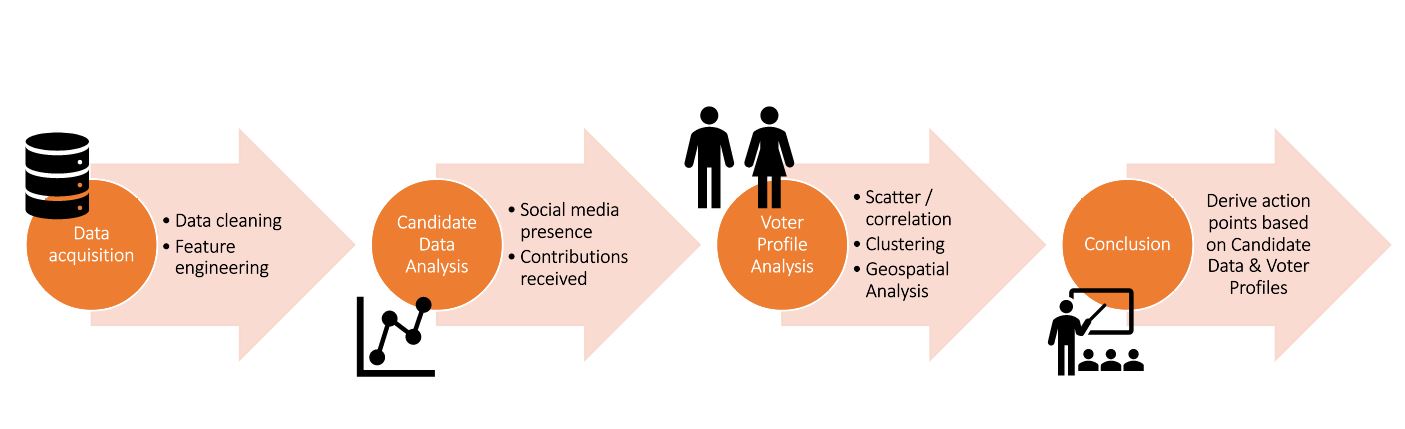 Data
acquisition
• Data cleaning
• Feature
engineering
Candidate
Data
Analysis
• Social media
presence
• Contributions
received
Voter
Profile
Analysis
• Scatter /
correlation
• Clustering
• Geospatial
Analysis
Conclusion
Derive action
points based
on Candidate
Data & Voter
Profiles